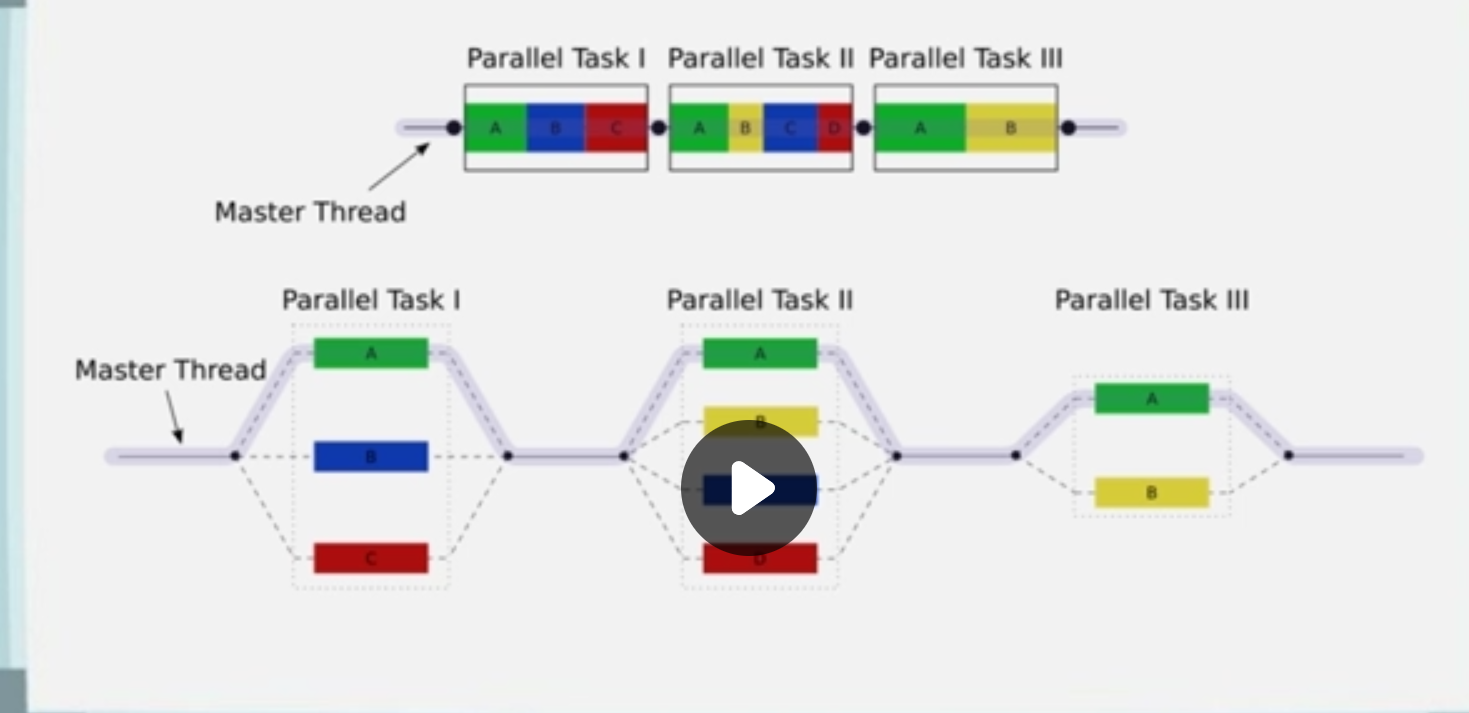 Parallel Task I Parallel Task II Parallel Task III
A B C A B C D A B
Master Thread
Parallel Task I Parallel Task II Parallel Task III
A A
Master Thread
A
B
B
B
C D